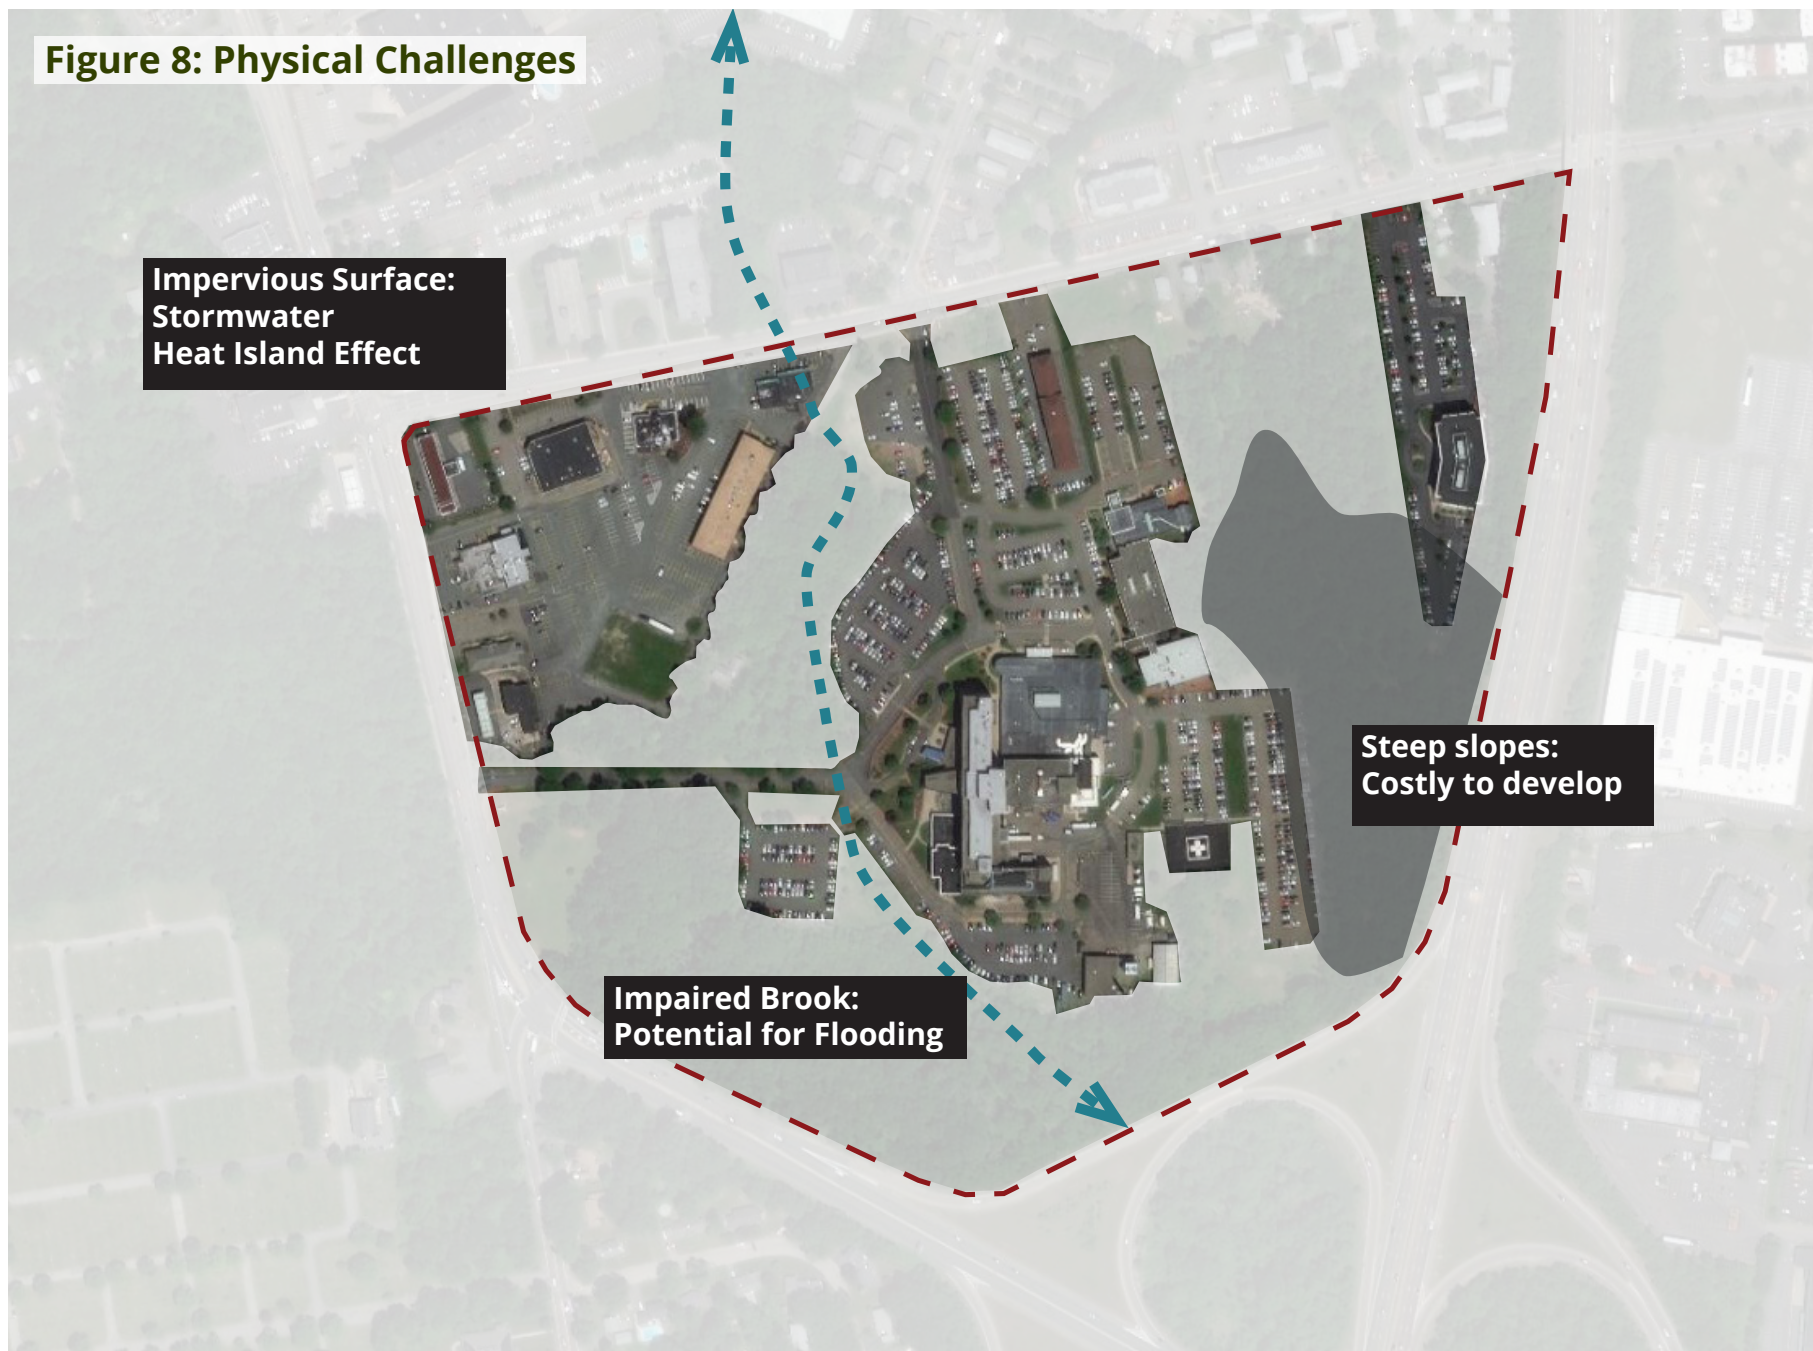 Figure 8: Physical Challenges
Impervious Surface:
Stormwater
Heat Island Effect
Steep slopes:
Costly to develop
Impaired Brook:
Potential for Flooding